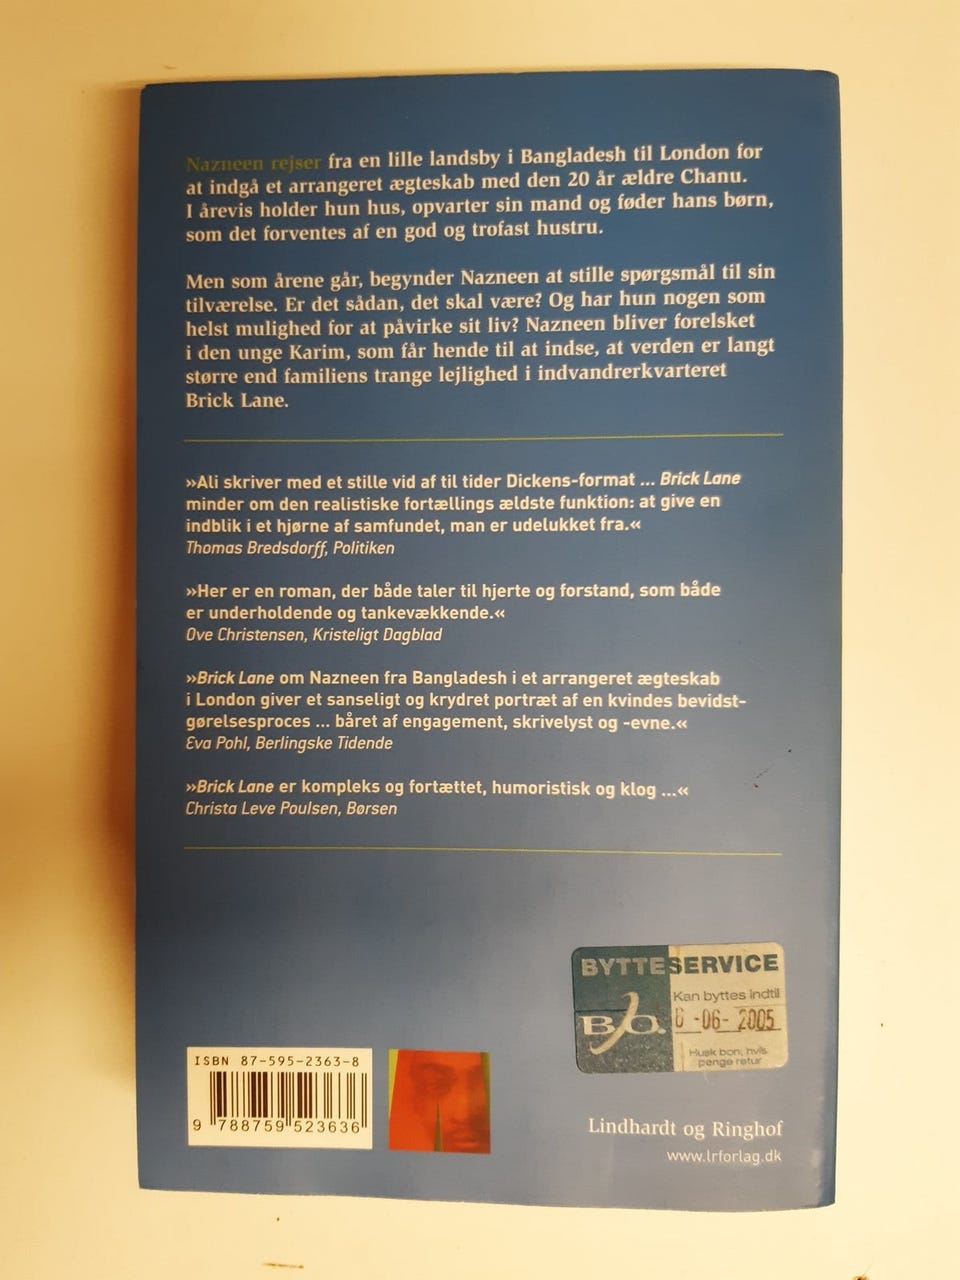 Nazneen rejser fra en lille landsby i Bangladesh til London for
at indgå et arrangeret ægteskab med den 20 år ældre Chanu.
I årevis holder hun hus, opvarter sin mand og føder hans børn,
som det forventes af en god og trofast hustru.
Men som årene går, begynder Nazneen at stille spørgsmål til sin
tilværelse. Er det sådan, det skal være? Og har hun nogen som
helst mulighed for at påvirke sit liv? Nazneen bliver forelsket
i den unge Karim, som får hende til at indse, at verden er langt
større end familiens trange lejlighed i indvandrerkvarteret
Brick Lane.
»Ali skriver med et stille vid af til tider Dickens-format ... Brick Lane
minder om den realistiske fortællings ældste funktion: at give en
indblik i et hjørne af samfundet, man er udelukket fra.«
Thomas Bredsdorff, Politiken
»Her er en roman, der både taler til hjerte og forstand, som både
er underholdende og tankevækkende.«
Ove Christensen, Kristeligt Dagblad
»Brick Lane om Nazneen fra Bangladesh i et arrangeret ægteskab
i London giver et sanseligt og krydret portræt af en kvindes bevidst-
gørelsesproces ... båret af engagement, skrivelyst og -evne.«
Eva Pohl, Berlingske Tidende
»Brick Lane er kompleks og fortættet, humoristisk og klog ...«
Christa Leve Poulsen, Børsen
BYTTESERVICE
Kan byttes indtil
B/O.
6 -06- 2005
Husk bon, hvis
penge retur
ISBN 87-595-2363-8
9 788759 523636
Lindhardt og Ringhof
www.lrforlag.dk